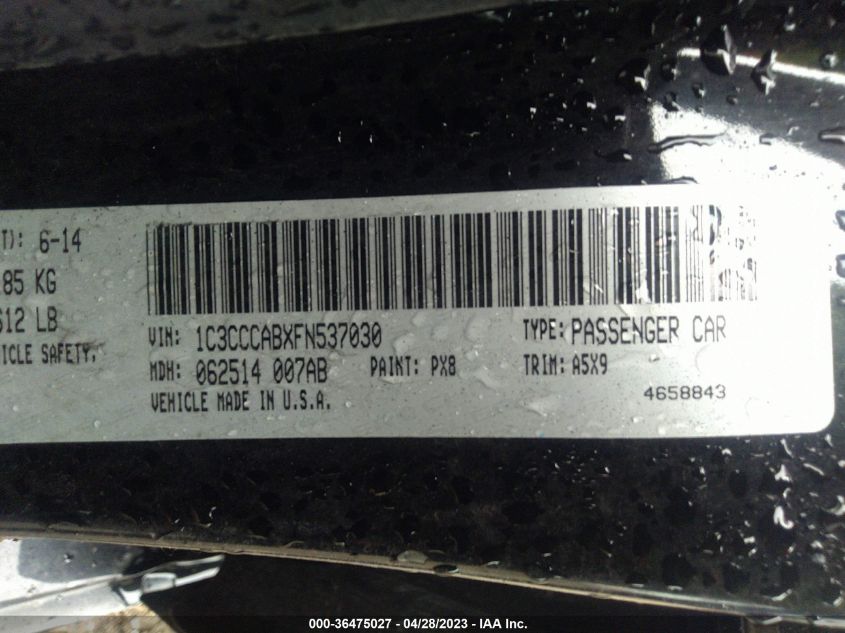 T): 6-14
85 KG
612 LB
ICLE SAFETY,
VIN: 1C3CCCABXFN537030 TYPE: PASSENGER CAR
MDH: 062514 007AB PAINT: PX8 TRIM: A5X9
VEHICLE MADE IN U.S.A. 4658843
000-36475027 - 04/28/2023 - IAA Inc.